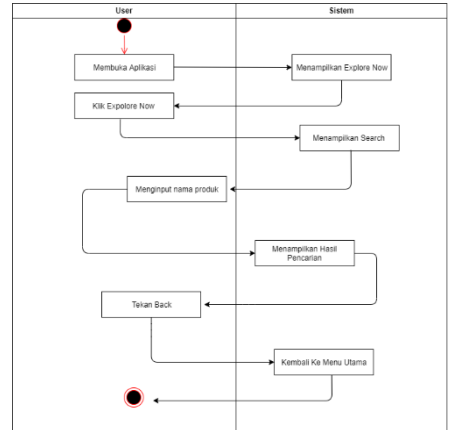 User
Sistem
Membuka Aplikasi
Menampilkan Explore Now
Klik Expolore Now
Menampilkan Search
Menginput nama produk
Menampilkan Hasil
Pencarian
Tekan Back
Kembali Ke Menu Utama